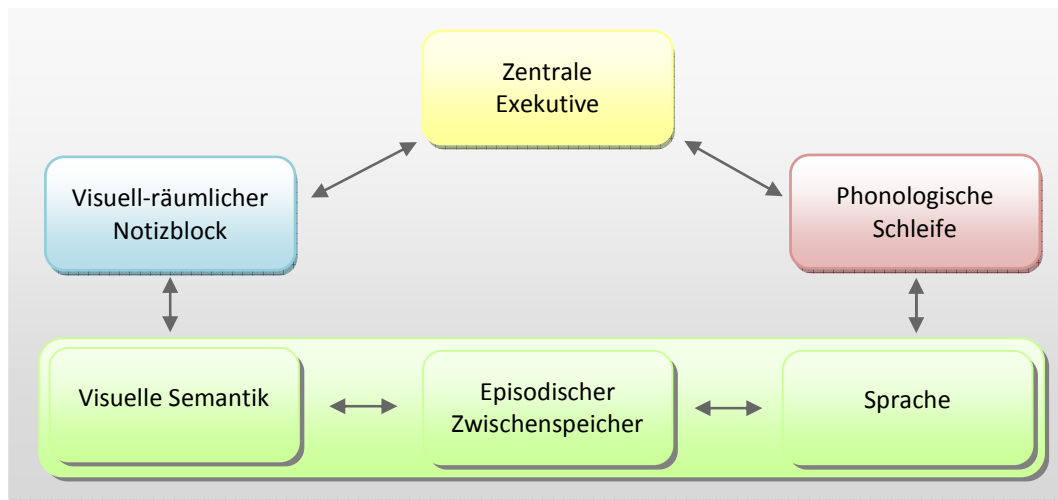 Zentrale
Exekutive
Visuell-räumlicher
Notizblock
Phonologische
Schleife
Visuelle Semantik
Episodischer
Zwischenspeicher
Sprache